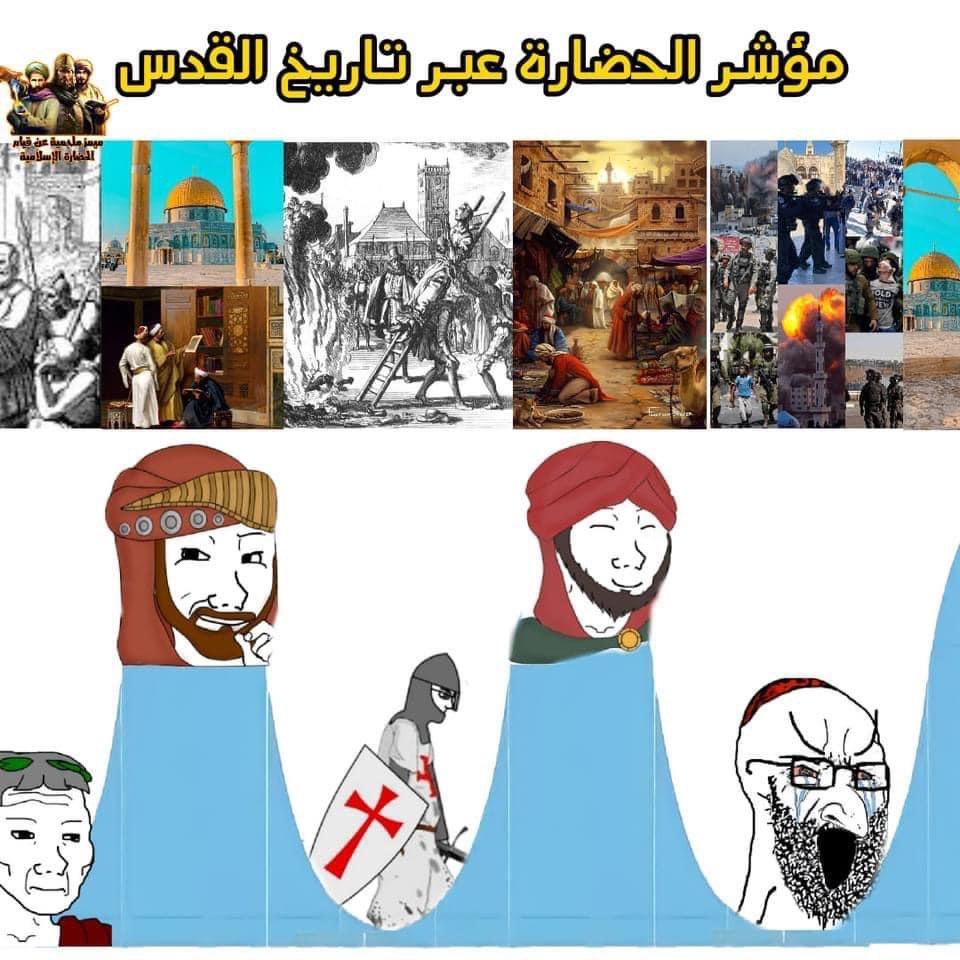 مؤشر الحضارة عبر تاريخ القدس
ميمز ملحمية عن قيام
الحضارة الإسلامية